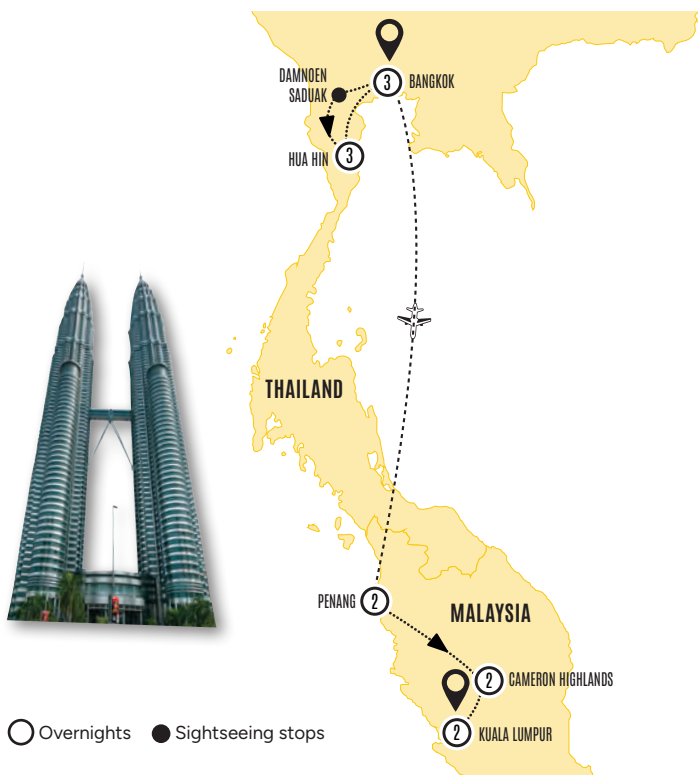 DAMNOEN
SADUAK
3
BANGKOK
HUA HIN
3
THAILAND
PENANG
2
MALAYSIA
2
CAMERON HIGHLANDS
2
KUALA LUMPUR
Overnights
Sightseeing stops